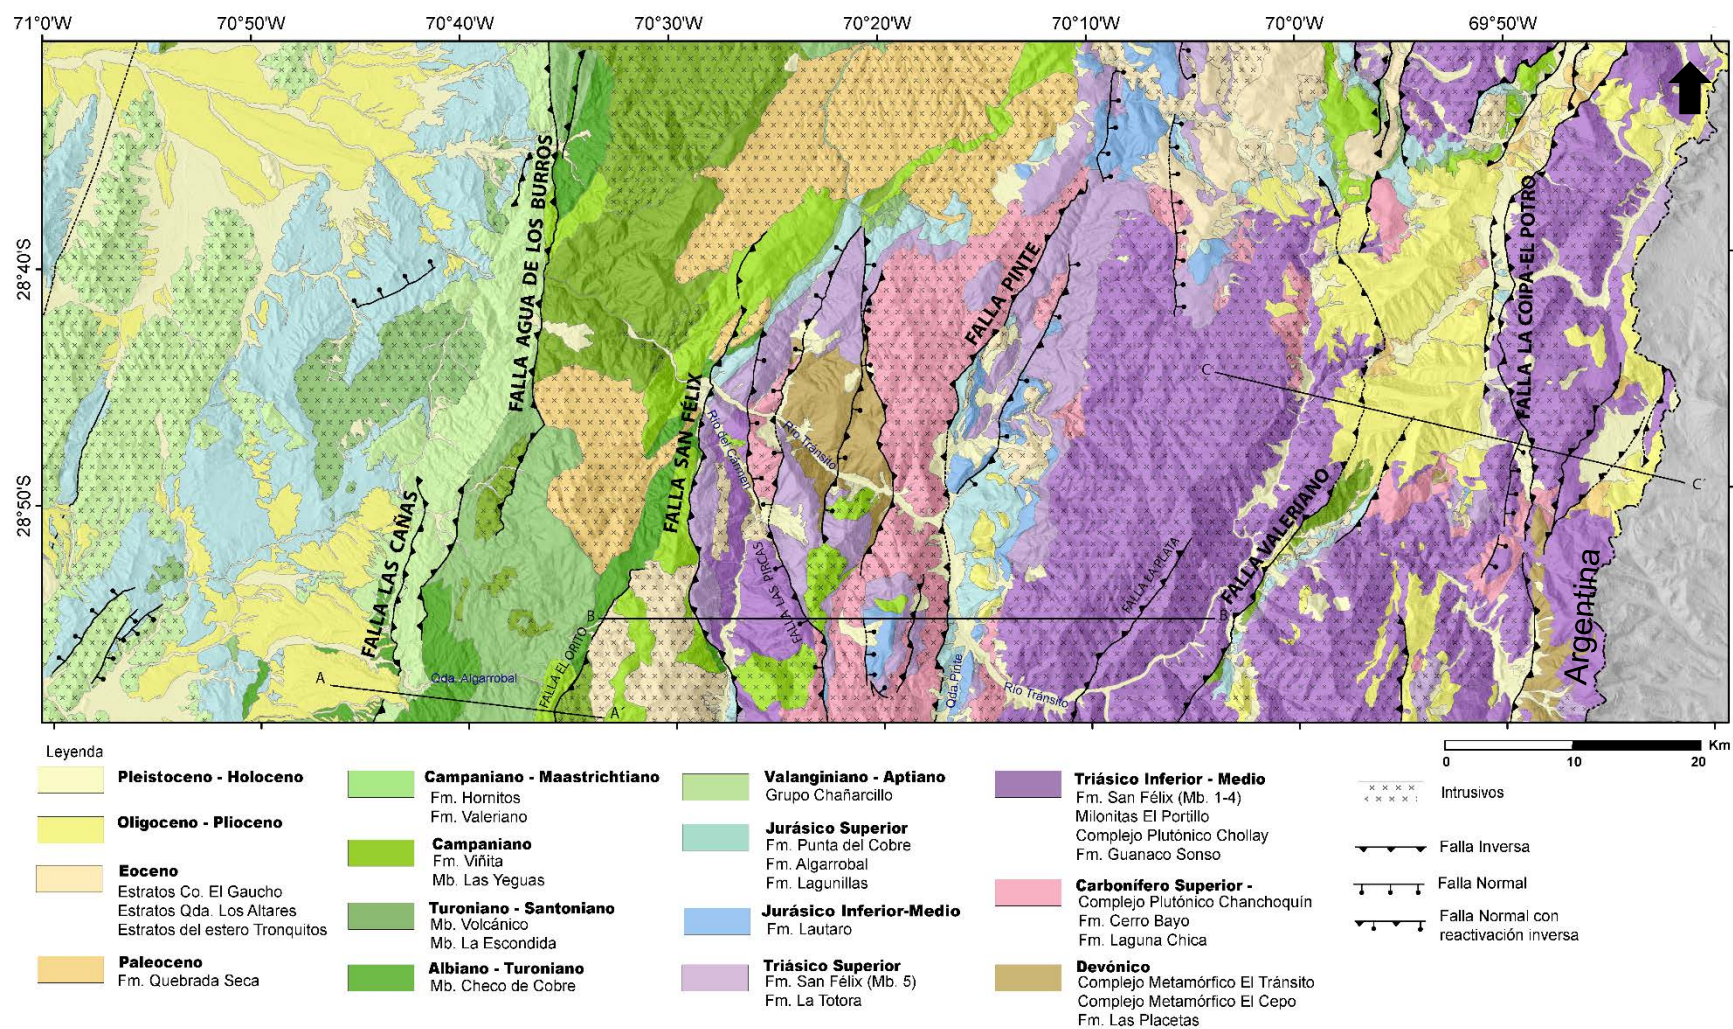 71°0'W 70°50'W 70°40'W 70°30'W 70°20'W 70°10'W 70°0'W 69°50'W
28°40'S
28°50'S
FALLA AGUA DE LOS BURROS
FALLA LAS CAÑAS
FALLA SAN FÉLIX
FALLA PINTE
FALLA VALERIANO
FALLA LA COIPA-EL POTRO
FALLA EL ORITO
FALLA LAS PIRCAS
FALLA LA PLATA
Río del Carmen
Río Tránsito
Qda. Pinte
Río Tránsito
Qda. Algarrobal
Argentina
A
A´
B
B´
C
C´
Leyenda
Pleistoceno - Holoceno
Oligoceno - Plioceno
Eoceno
Estratos Co. El Gaucho
Estratos Qda. Los Altares
Estratos del estero Tronquitos
Paleoceno
Fm. Quebrada Seca
Campaniano - Maastrichtiano
Fm. Hornitos
Fm. Valeriano
Campaniano
Fm. Viñita
Mb. Las Yeguas
Turoniano - Santoniano
Mb. Volcánico
Mb. La Escondida
Albiano - Turoniano
Mb. Checo de Cobre
Valanginiano - Aptiano
Grupo Chañarcillo
Jurásico Superior
Fm. Punta del Cobre
Fm. Algarrobal
Fm. Lagunillas
Jurásico Inferior-Medio
Fm. Lautaro
Triásico Superior
Fm. San Félix (Mb. 5)
Fm. La Totora
Triásico Inferior - Medio
Fm. San Félix (Mb. 1-4)
Milonitas El Portillo
Complejo Plutónico Chollay
Fm. Guanaco Sonso
Carbonífero Superior -
Complejo Plutónico Chanchoquín
Fm. Cerro Bayo
Fm. Laguna Chica
Devónico
Complejo Metamórfico El Tránsito
Complejo Metamórfico El Cepo
Fm. Las Placetas
Km
0 10 20
Intrusivos
Falla Inversa
Falla Normal
Falla Normal con
reactivación inversa